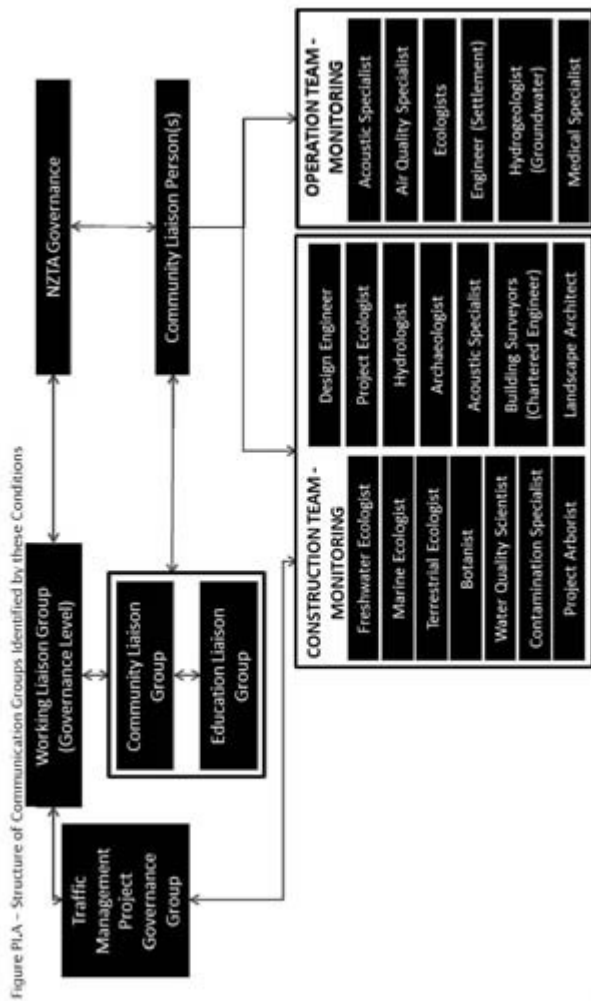 Figure PI.A – Structure of Communication Groups Identified by these Conditions
Working Liaison Group
(Governance Level)
NZTA Governance
Traffic
Management
Project
Governance
Group
Community Liaison
Group
Education Liaison
Group
Community Liaison Person(s)
CONSTRUCTION TEAM -
MONITORING
Freshwater Ecologist
Marine Ecologist
Terrestrial Ecologist
Botanist
Water Quality Scientist
Contamination Specialist
Project Arborist
Design Engineer
Project Ecologist
Hydrologist
Archaeologist
Acoustic Specialist
Building Surveyors
(Chartered Engineer)
Landscape Architect
OPERATION TEAM -
MONITORING
Acoustic Specialist
Air Quality Specialist
Ecologists
Engineer (Settlement)
Hydrogeologist
(Groundwater)
Medical Specialist